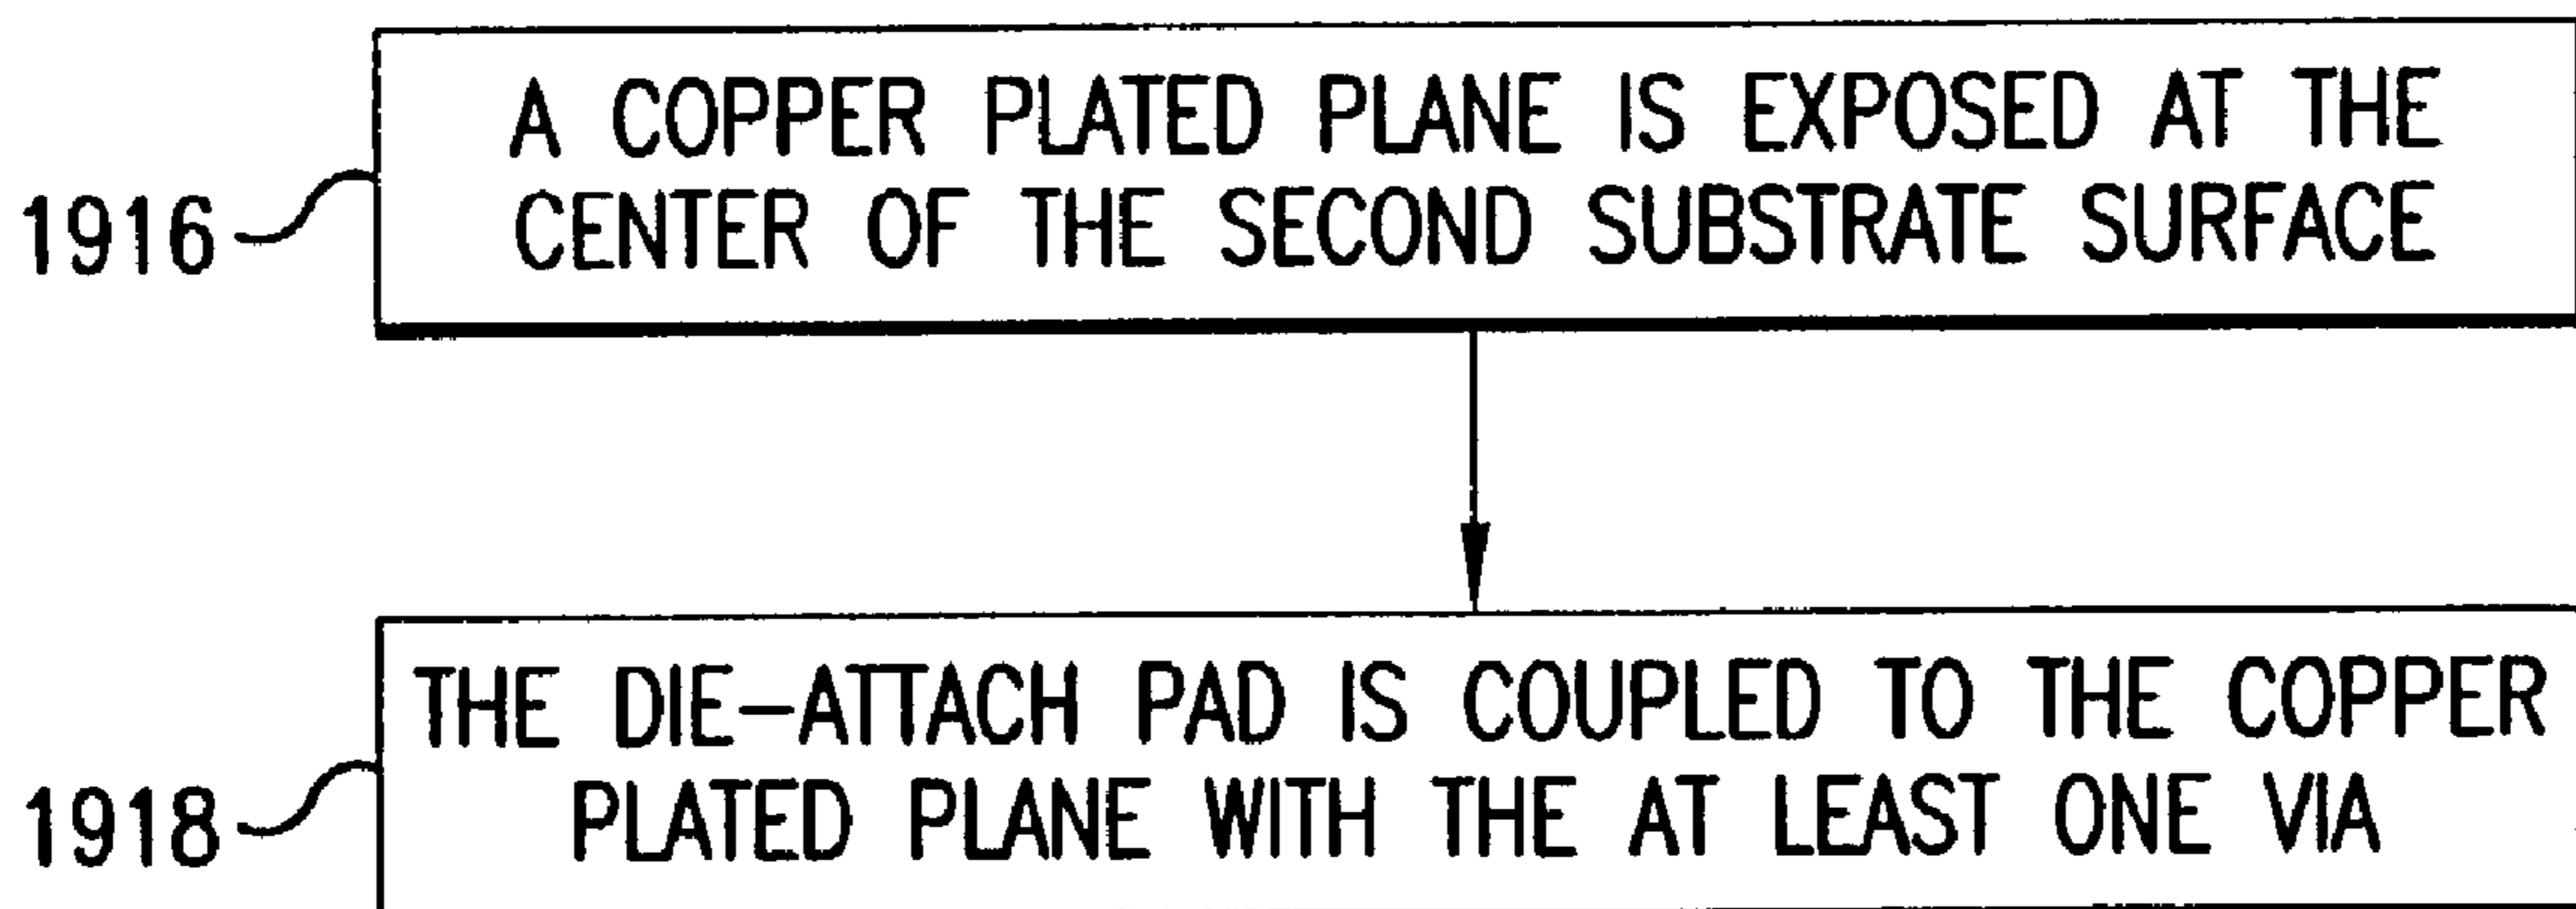 A COPPER PLATED PLANE IS EXPOSED AT THE
CENTER OF THE SECOND SUBSTRATE SURFACE
1916
THE DIE-ATTACH PAD IS COUPLED TO THE COPPER
PLATED PLANE WITH THE AT LEAST ONE VIA
1918